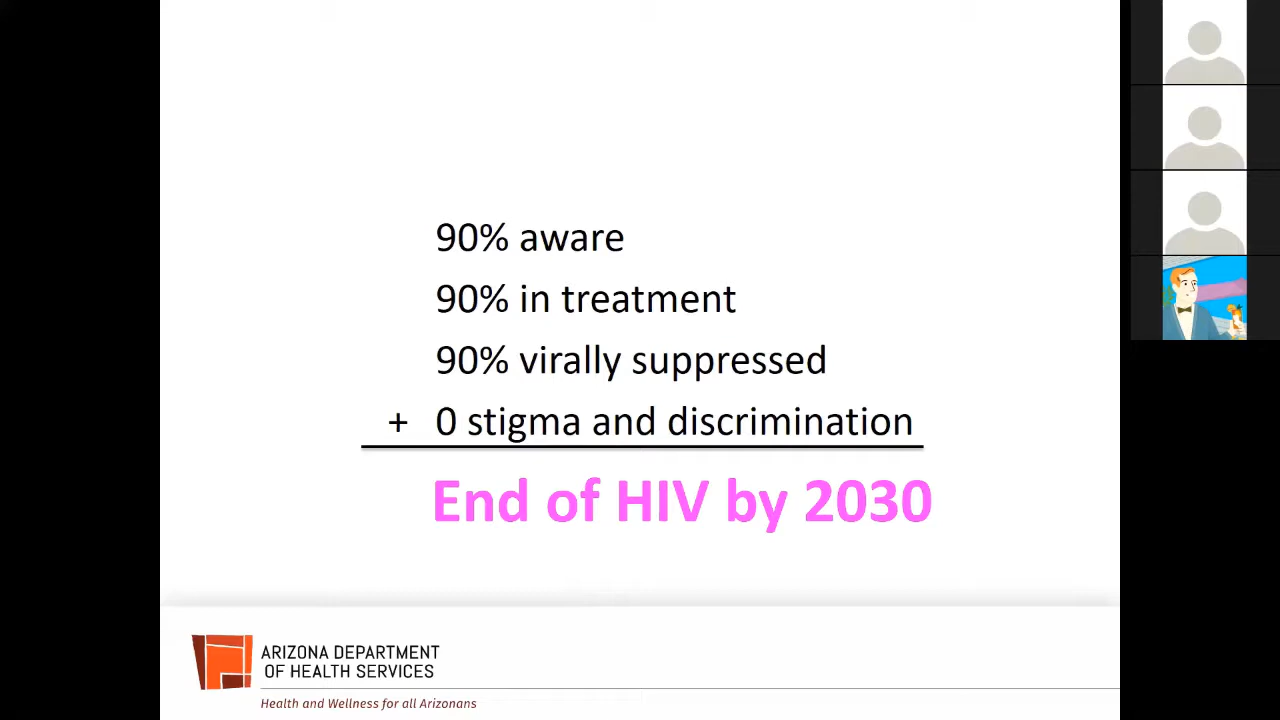 90% aware
90% in treatment
90% virally suppressed
+ 0 stigma and discrimination
End of HIV by 2030
ARIZONA DEPARTMENT
OF HEALTH SERVICES
Health and Wellness for all Arizonans